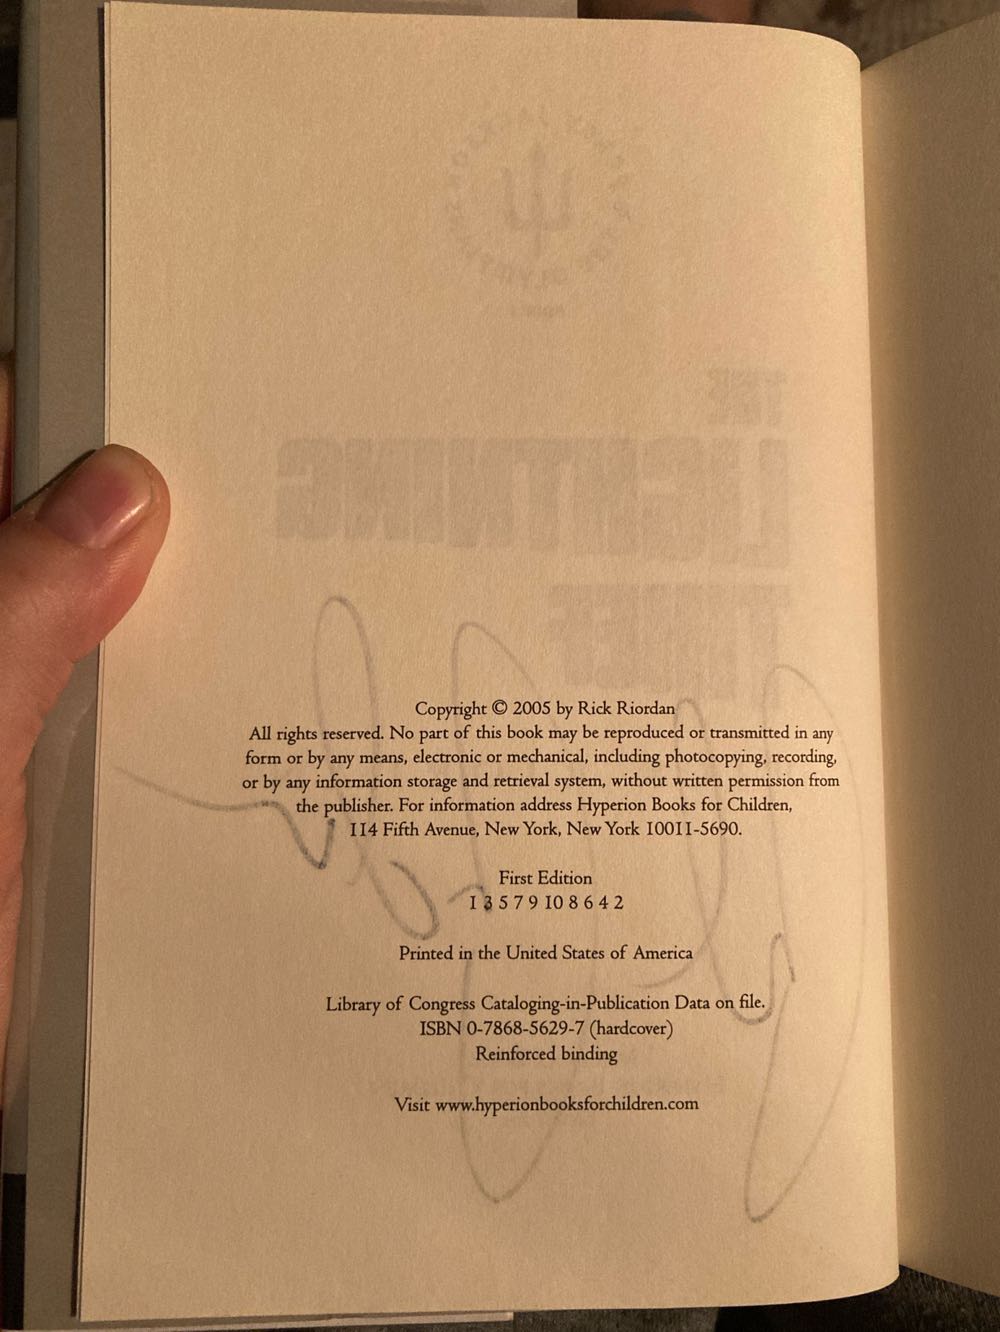 Copyright © 2005 by Rick Riordan
All rights reserved. No part of this book may be reproduced or transmitted in any
form or by any means, electronic or mechanical, including photocopying, recording,
or by any information storage and retrieval system, without written permission from
the publisher. For information address Hyperion Books for Children,
114 Fifth Avenue, New York, New York 10011-5690.
First Edition
1 3 5 7 9 10 8 6 4 2
Printed in the United States of America
Library of Congress Cataloging-in-Publication Data on file.
ISBN 0-7868-5629-7 (hardcover)
Reinforced binding
Visit www.hyperionbooksforchildren.com